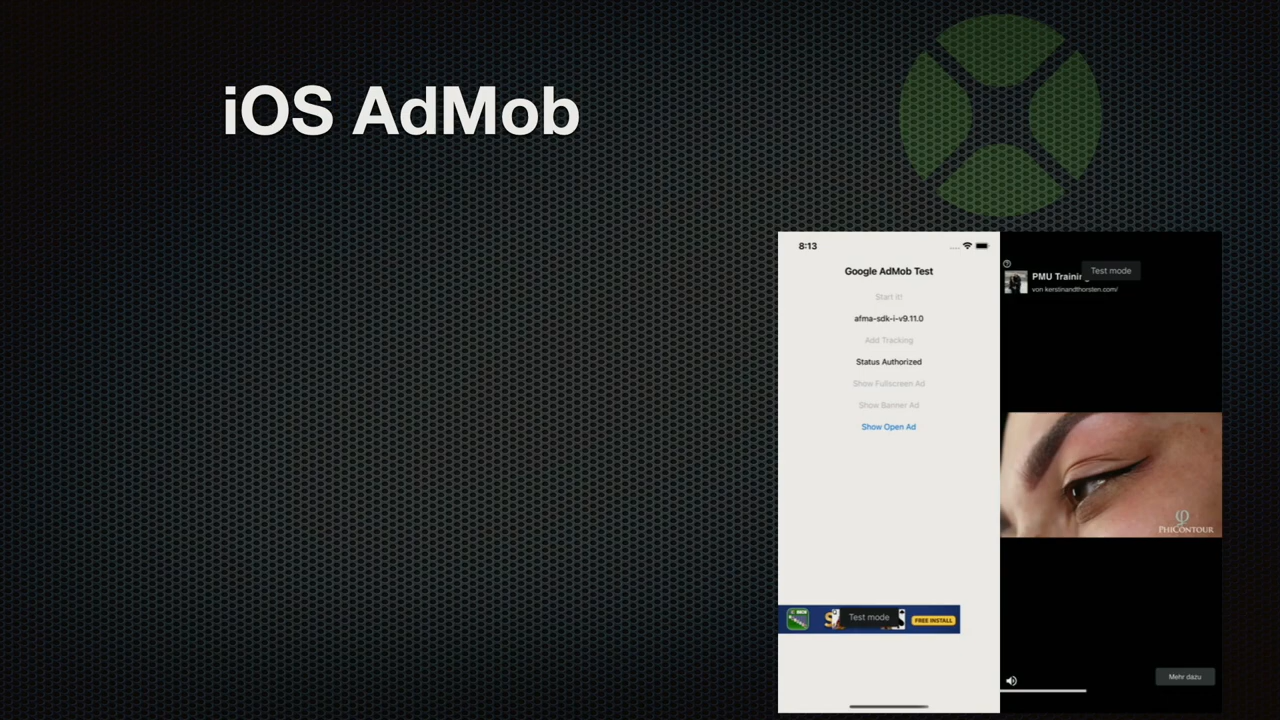 iOS AdMob
8:13
Google AdMob Test
Start it!
afma-sdk-i-v9.11.0
Add Tracking
Status Authorized
Show Fullscreen Ad
Show Banner Ad
Show Open Ad
Test mode
FREE INSTALL
PMU
Test mode
von kerstinandthorsten.com/
PHICONTOUR
Mehr dazu